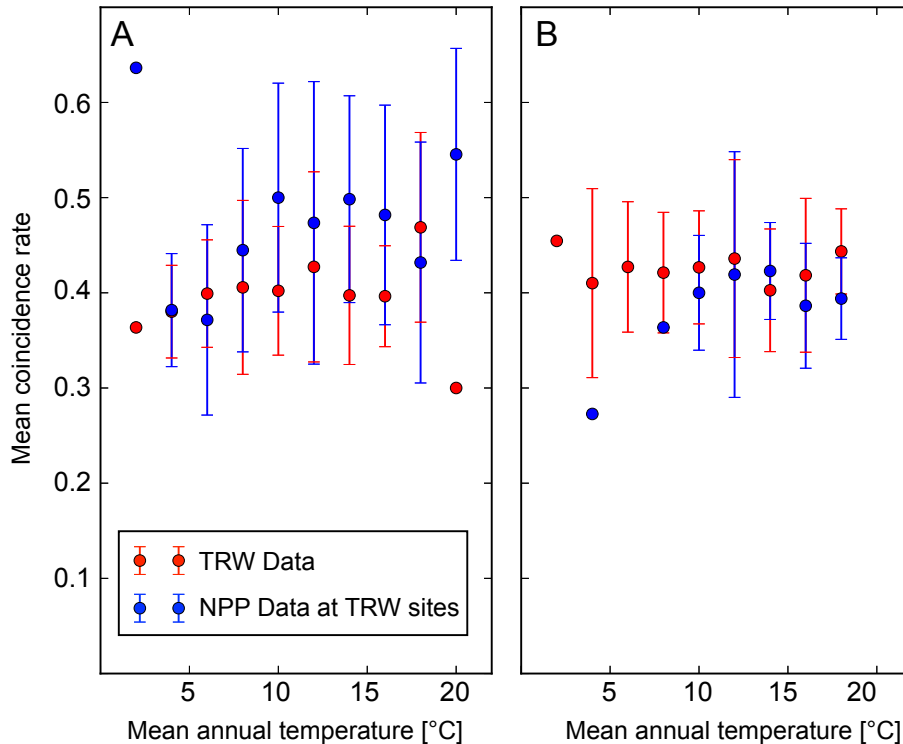 A
B
Mean coincidence rate
0.6
0.5
0.4
0.3
0.2
0.1
TRW Data
NPP Data at TRW sites
5 10 15 20
5 10 15 20
Mean annual temperature [°C]
Mean annual temperature [°C]